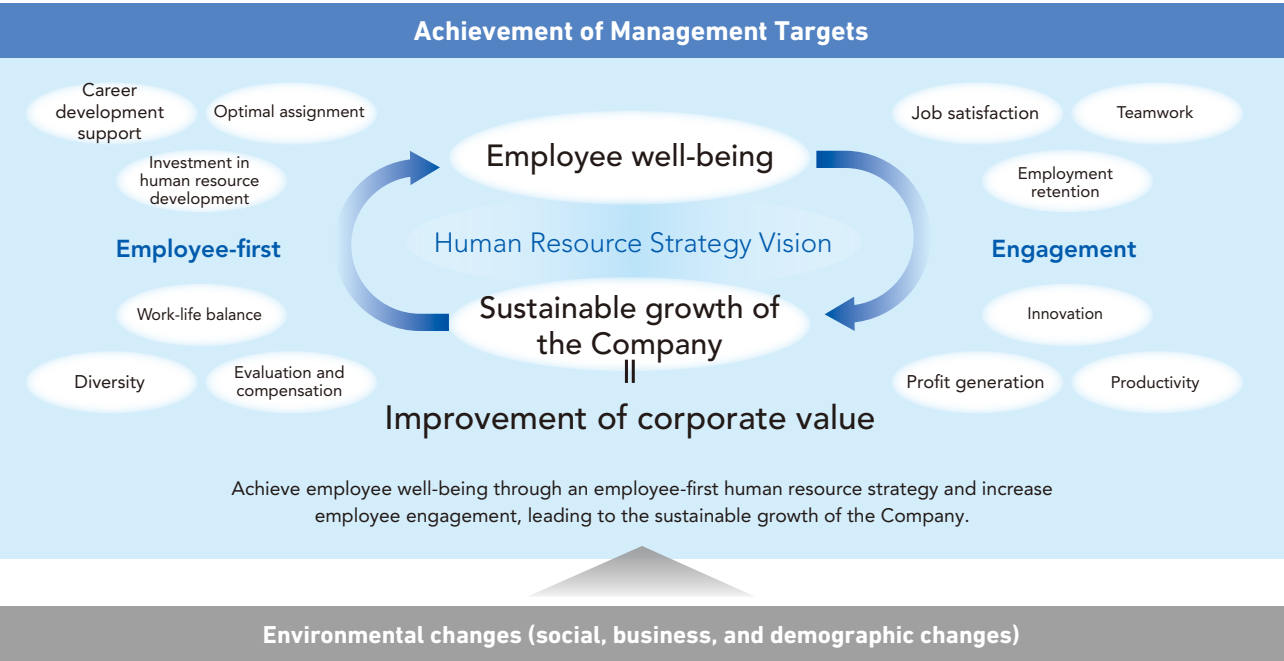 Achievement of Management Targets
Career
development
support
Optimal assignment
Investment in
human resource
development
Employee-first
Work-life balance
Diversity
Evaluation and
compensation
Employee well-being
Human Resource Strategy Vision
Sustainable growth of
the Company
=
Improvement of corporate value
Job satisfaction
Teamwork
Employment
retention
Engagement
Innovation
Profit generation
Productivity
Achieve employee well-being through an employee-first human resource strategy and increase
employee engagement, leading to the sustainable growth of the Company.
Environmental changes (social, business, and demographic changes)